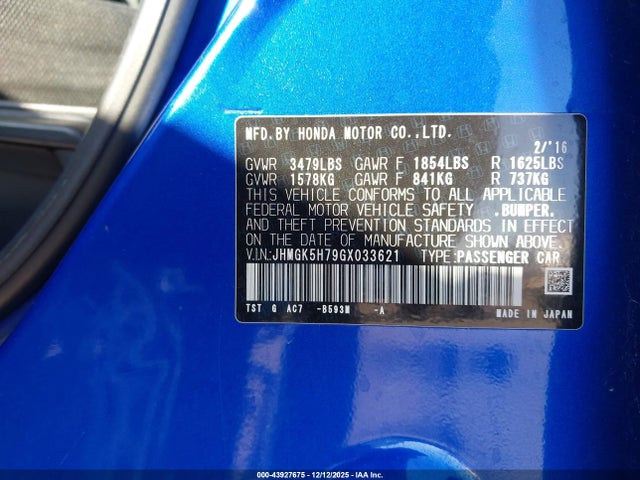 MFD.BY HONDA MOTOR CO.,LTD.
2/'16
GVWR 3479LBS GAWR F 1854LBS R 1625LBS
GVWR 1578KG GAWR F 841KG R 737KG
THIS VEHICLE CONFORMS TO ALL APPLICABLE
FEDERAL MOTOR VEHICLE SAFETY ,BUMPER,
AND THEFT PREVENTION STANDARDS IN EFFECT
ON THE DATE OF MANUFACTURE SHOWN ABOVE.
V.IN.:JHMGK5H79GX033621 TYPE:PASSENGER CAR
TST G AC7 -B593M -A MADE IN JAPAN
000-43927675 - 12/12/2025 - IAA Inc.